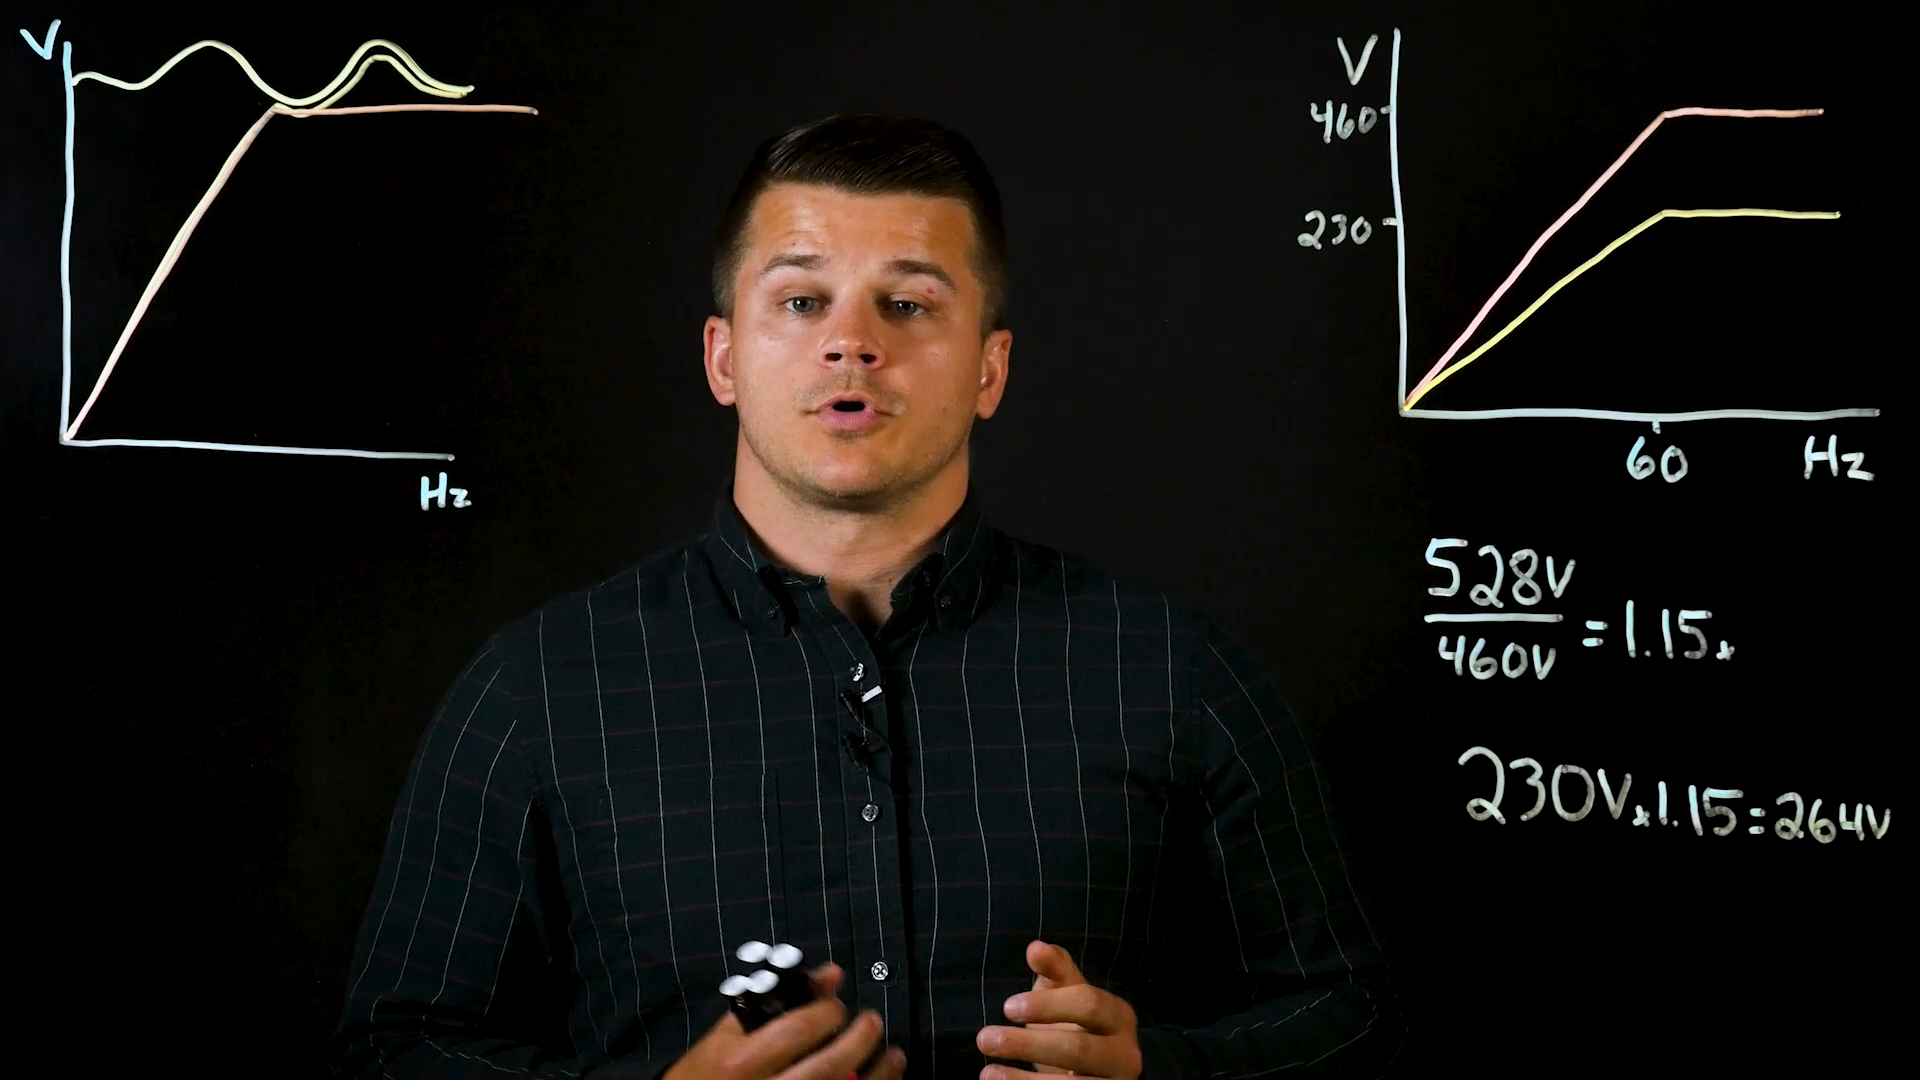 V
Hz
V
460
230
60
Hz
528V
460V
= 1.15x
230Vx1.15=264V